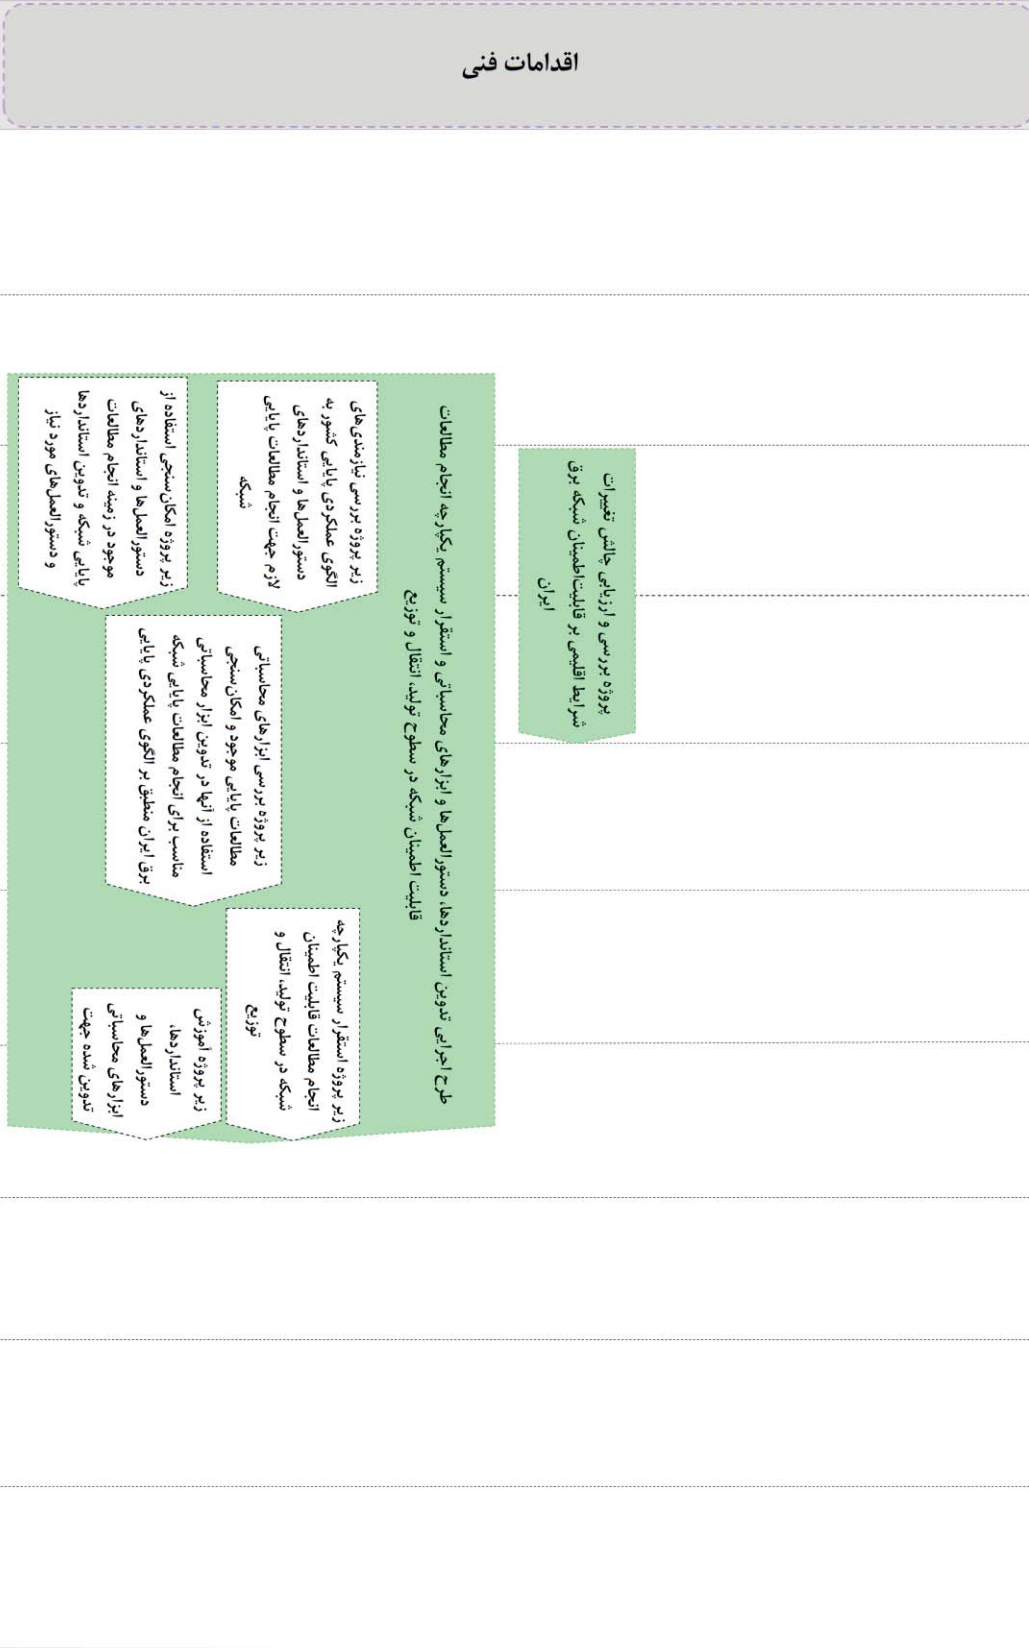 اقدامات فنی
پروژه بررسی و ارزیابی چالش تغییرات
شرایط اقلیمی بر قابلیت‌اطمینان شبکه برق
ایران
طرح اجرایی تدوین استانداردها، دستورالعمل‌ها و ابزارهای محاسباتی و استقرار سیستم یکپارچه انجام مطالعات
قابلیت اطمینان شبکه در سطوح تولید، انتقال و توزیع
زیر پروژه بررسی نیازمندی‌های
الگوی عملکردی پایایی کشور به
دستورالعمل‌ها و استانداردهای
لازم جهت انجام مطالعات پایایی
شبکه
زیر پروژه امکان‌سنجی استفاده از
دستورالعمل‌ها و استانداردهای
موجود در زمینه انجام مطالعات
پایایی شبکه و تدوین استانداردها
و دستورالعمل‌های مورد نیاز
زیر پروژه بررسی ابزارهای محاسباتی
مطالعات پایایی موجود و امکان‌سنجی
استفاده از آنها در تدوین ابزار محاسباتی
مناسب برای انجام مطالعات پایایی شبکه
برق ایران منطبق بر الگوی عملکردی پایایی
زیر پروژه استقرار سیستم یکپارچه
انجام مطالعات قابلیت اطمینان
شبکه در سطوح تولید، انتقال و
توزیع
زیر پروژه آموزش
استانداردها،
دستورالعمل‌ها و
ابزارهای محاسباتی
تدوین شده جهت